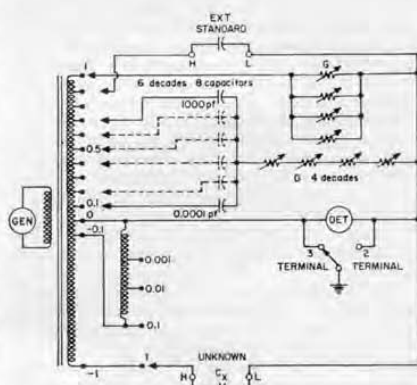 EXT
STANDARD
H L
I G
6 decades 8 capacitors
1000 pf
0.5
D 4 decades
0.1 0.0001 pf
GEN 0 DET
-0.1
3 2
0.001 TERMINAL TERMINAL
0.01
0.1
UNKNOWN
-1 1 H Cx L